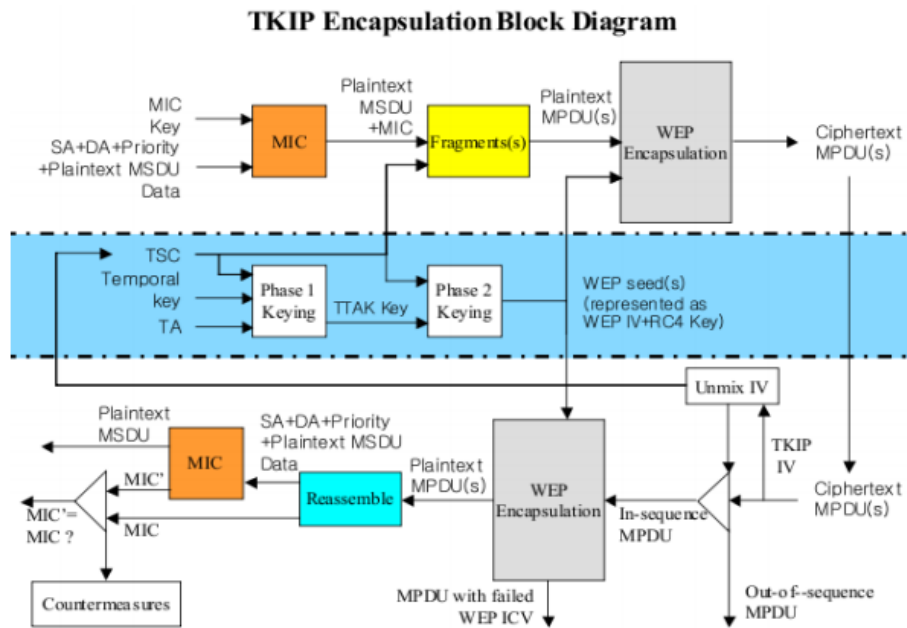 TKIP Encapsulation Block Diagram
MIC
Key
SA+DA+Priority
+Plaintext MSDU
Data
MIC
Plaintext
MSDU
+MIC
Fragments(s)
Plaintext
MPDU(s)
WEP
Encapsulation
Ciphertext
MPDU(s)
TSC
Temporal
key
TA
Phase 1
Keying
TTAK Key
Phase 2
Keying
WEP seed(s)
(represented as
WEP IV+RC4 Key)
Unmix IV
Plaintext
MSDU
MIC
SA+DA+Priority
+Plaintext MSDU
Data
Reassemble
Plaintext
MPDU(s)
WEP
Encapsulation
In-sequence
MPDU
TKIP
IV
Ciphertext
MPDU(s)
MIC'
MIC
MIC'=
MIC ?
Countermeasures
MPDU with failed
WEP ICV
Out-of--sequence
MPDU